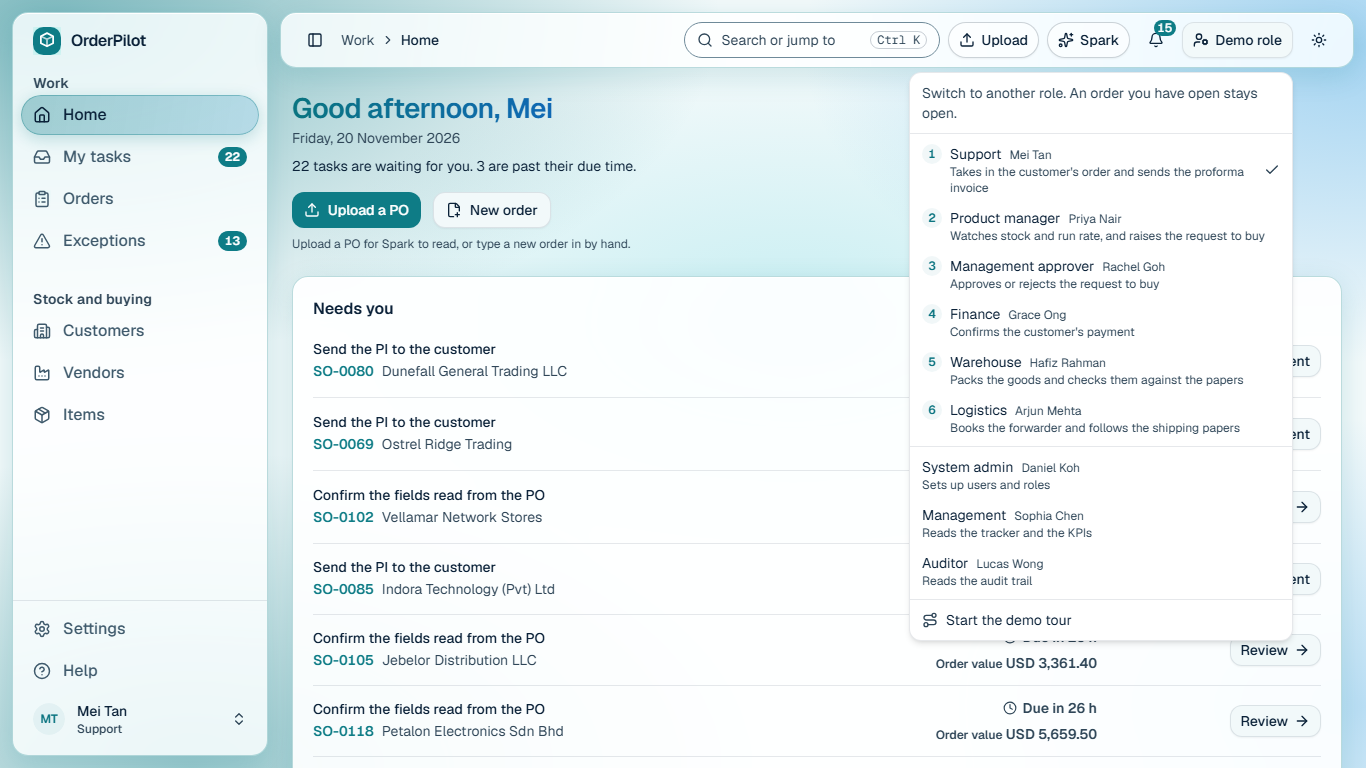 OrderPilot
Work
Home
My tasks 22
Orders
Exceptions 13
Stock and buying
Customers
Vendors
Items
Settings
Help
MT
Mei Tan
Support
Work > Home
Search or jump to Ctrl K
Upload
Spark
15
Demo role
Good afternoon, Mei
Friday, 20 November 2026
22 tasks are waiting for you. 3 are past their due time.
Upload a PO
New order
Upload a PO for Spark to read, or type a new order in by hand.
Needs you
Send the PI to the customer
SO-0080 Dunefall General Trading LLC
Send the PI to the customer
SO-0069 Ostrel Ridge Trading
Confirm the fields read from the PO
SO-0102 Vellamar Network Stores
Send the PI to the customer
SO-0085 Indora Technology (Pvt) Ltd
Confirm the fields read from the PO
SO-0105 Jebelor Distribution LLC
Order value USD 3,361.40
Review
Confirm the fields read from the PO
SO-0118 Petalon Electronics Sdn Bhd
Due in 26 h
Order value USD 5,659.50
Review
Switch to another role. An order you have open stays
open.
1 Support Mei Tan
Takes in the customer's order and sends the proforma
invoice
2 Product manager Priya Nair
Watches stock and run rate, and raises the request to buy
3 Management approver Rachel Goh
Approves or rejects the request to buy
4 Finance Grace Ong
Confirms the customer's payment
5 Warehouse Hafiz Rahman
Packs the goods and checks them against the papers
6 Logistics Arjun Mehta
Books the forwarder and follows the shipping papers
System admin Daniel Koh
Sets up users and roles
Management Sophia Chen
Reads the tracker and the KPIs
Auditor Lucas Wong
Reads the audit trail
Start the demo tour